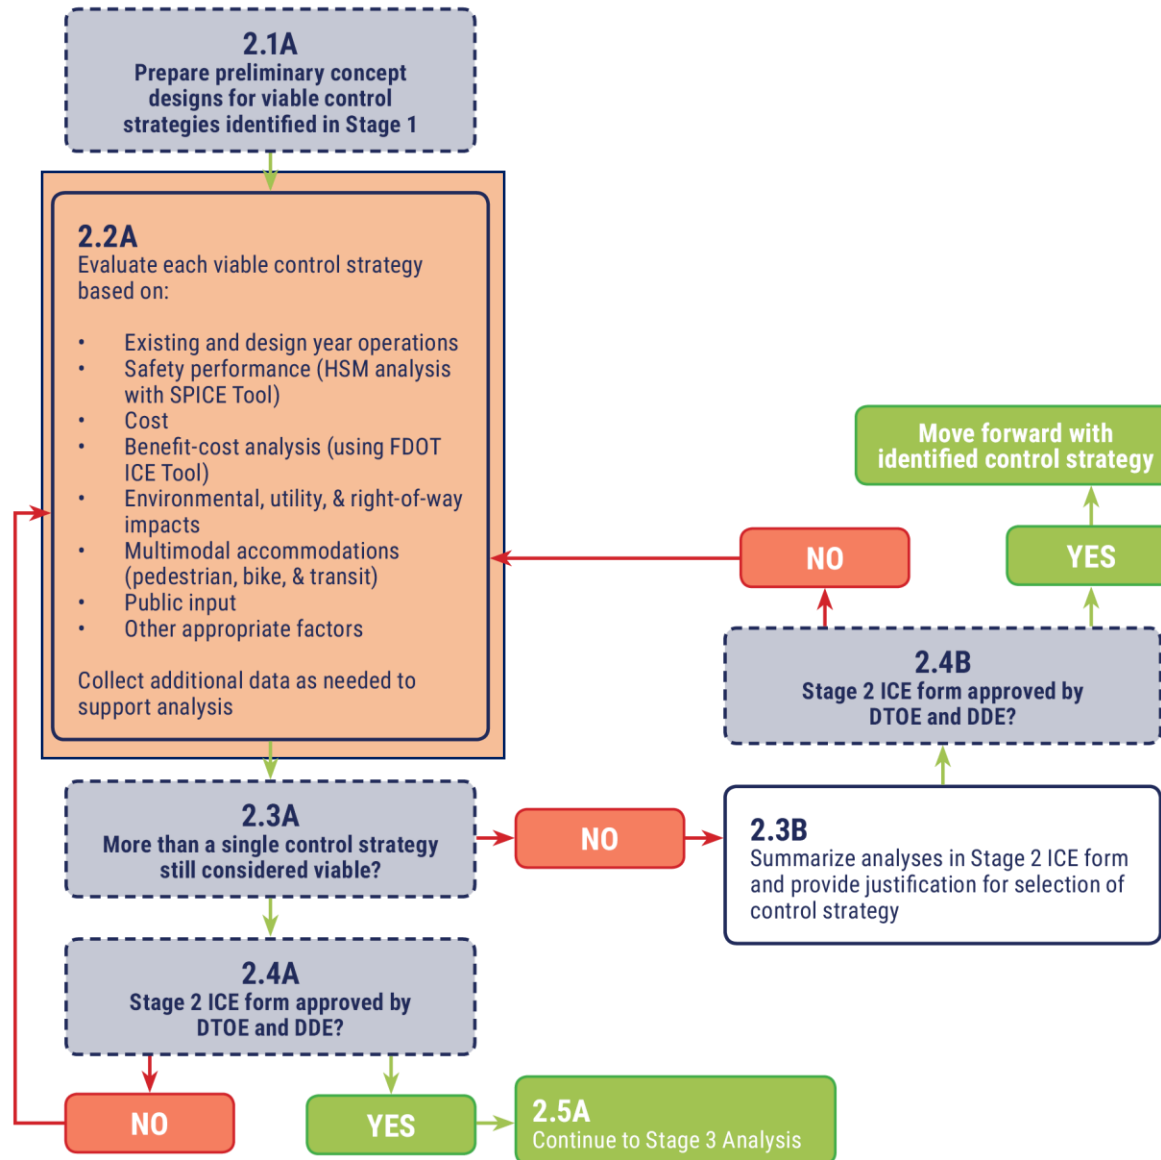 2.1A
Prepare preliminary concept
designs for viable control
strategies identified in Stage 1
2.2A
Evaluate each viable control strategy
based on:
• Existing and design year operations
• Safety performance (HSM analysis
with SPICE Tool)
• Cost
• Benefit-cost analysis (using FDOT
ICE Tool)
• Environmental, utility, & right-of-way
impacts
• Multimodal accommodations
(pedestrian, bike, & transit)
• Public input
• Other appropriate factors
Collect additional data as needed to
support analysis
2.3A
More than a single control strategy
still considered viable?
NO
2.3B
Summarize analyses in Stage 2 ICE form
and provide justification for selection of
control strategy
2.4B
Stage 2 ICE form approved by
DTOE and DDE?
NO
YES
Move forward with
identified control strategy
2.4A
Stage 2 ICE form approved by
DTOE and DDE?
NO
YES
2.5A
Continue to Stage 3 Analysis